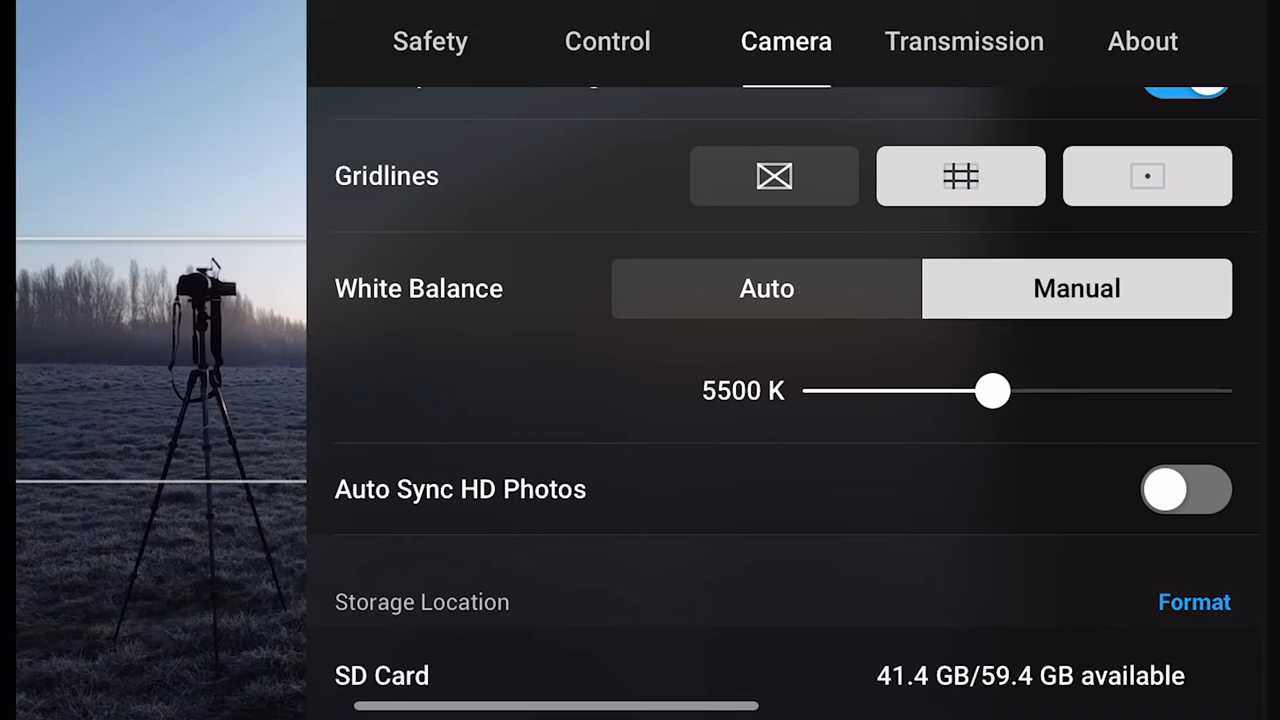 Safety Control Camera Transmission About
Gridlines
White Balance Auto Manual
5500 K
Auto Sync HD Photos
Storage Location Format
SD Card 41.4 GB/59.4 GB available